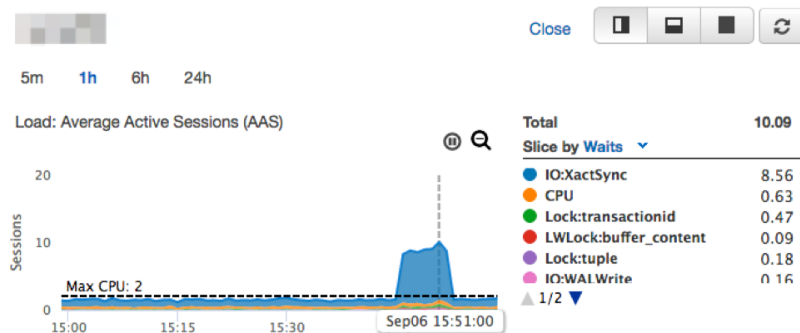 Close
5m 1h 6h 24h
Load: Average Active Sessions (AAS)
Sessions
20
10
0
Max CPU: 2
15:00 15:15 15:30
Sep06 15:51:00
Total 10.09
Slice by Waits
IO:XactSync 8.56
CPU 0.63
Lock:transactionid 0.47
LWLock:buffer_content 0.09
Lock:tuple 0.18
IO:WALWrite 0.16
1/2